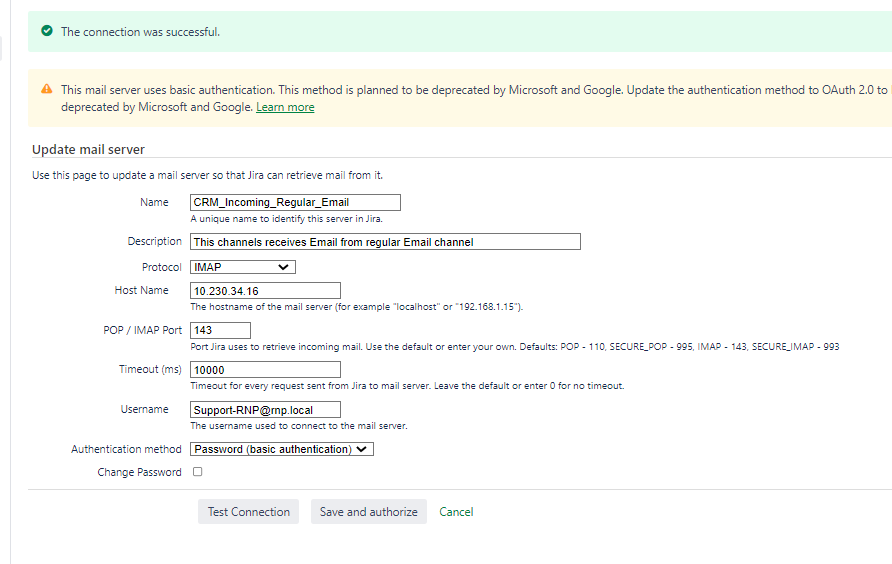 The connection was successful.
This mail server uses basic authentication. This method is planned to be deprecated by Microsoft and Google. Update the authentication method to OAuth 2.0 to
deprecated by Microsoft and Google. Learn more
Update mail server
Use this page to update a mail server so that Jira can retrieve mail from it.
Name CRM_Incoming_Regular_Email
A unique name to identify this server in Jira.
Description This channels receives Email from regular Email channel
Protocol IMAP
Host Name 10.230.34.16
The hostname of the mail server (for example "localhost" or "192.168.1.15").
POP / IMAP Port 143
Port Jira uses to retrieve incoming mail. Use the default or enter your own. Defaults: POP - 110, SECURE_POP - 995, IMAP - 143, SECURE_IMAP - 993
Timeout (ms) 10000
Timeout for every request sent from Jira to mail server. Leave the default or enter 0 for no timeout.
Username Support-RNP@rnp.local
The username used to connect to the mail server.
Authentication method Password (basic authentication)
Change Password
Test Connection Save and authorize Cancel